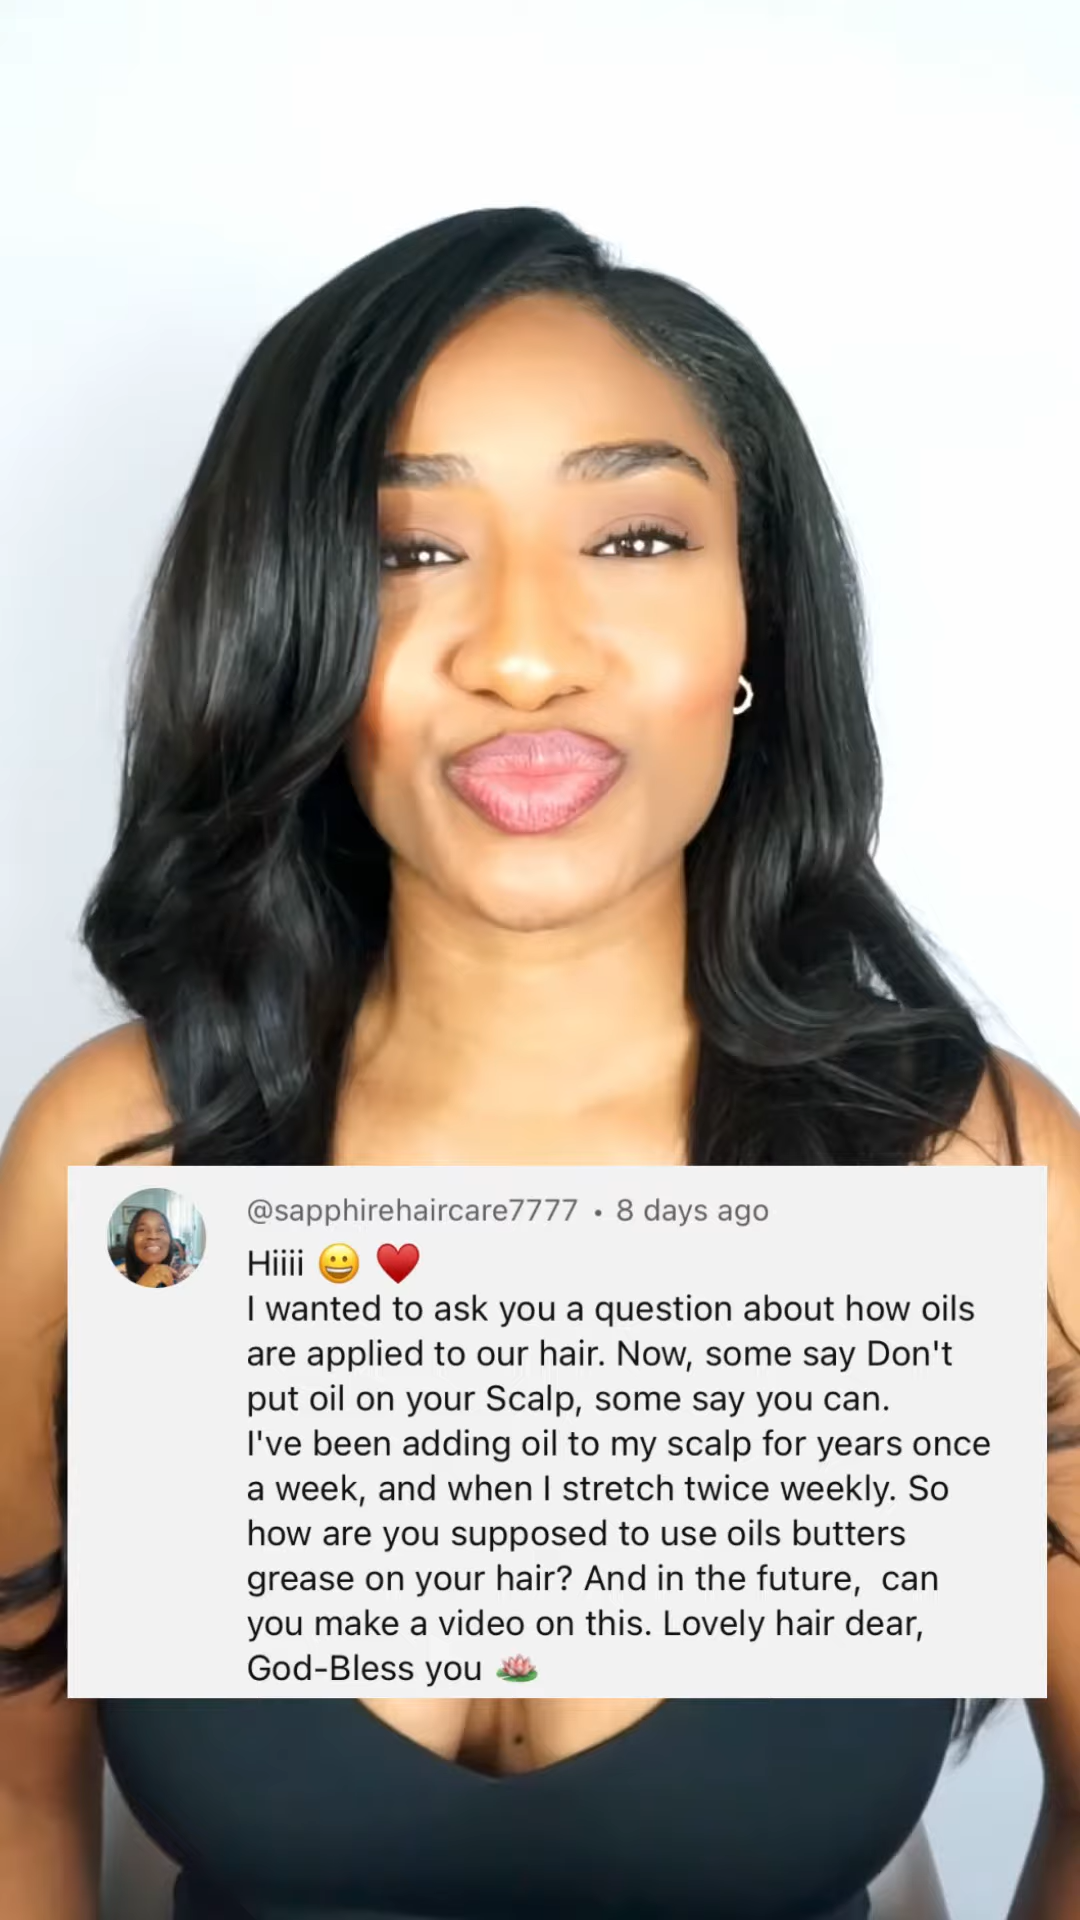 @sapphirehaircare7777 • 8 days ago
Hiiii 😀 ♥️
I wanted to ask you a question about how oils
are applied to our hair. Now, some say Don't
put oil on your Scalp, some say you can.
I've been adding oil to my scalp for years once
a week, and when I stretch twice weekly. So
how are you supposed to use oils butters
grease on your hair? And in the future,  can
you make a video on this. Lovely hair dear,
God-Bless you 🪷